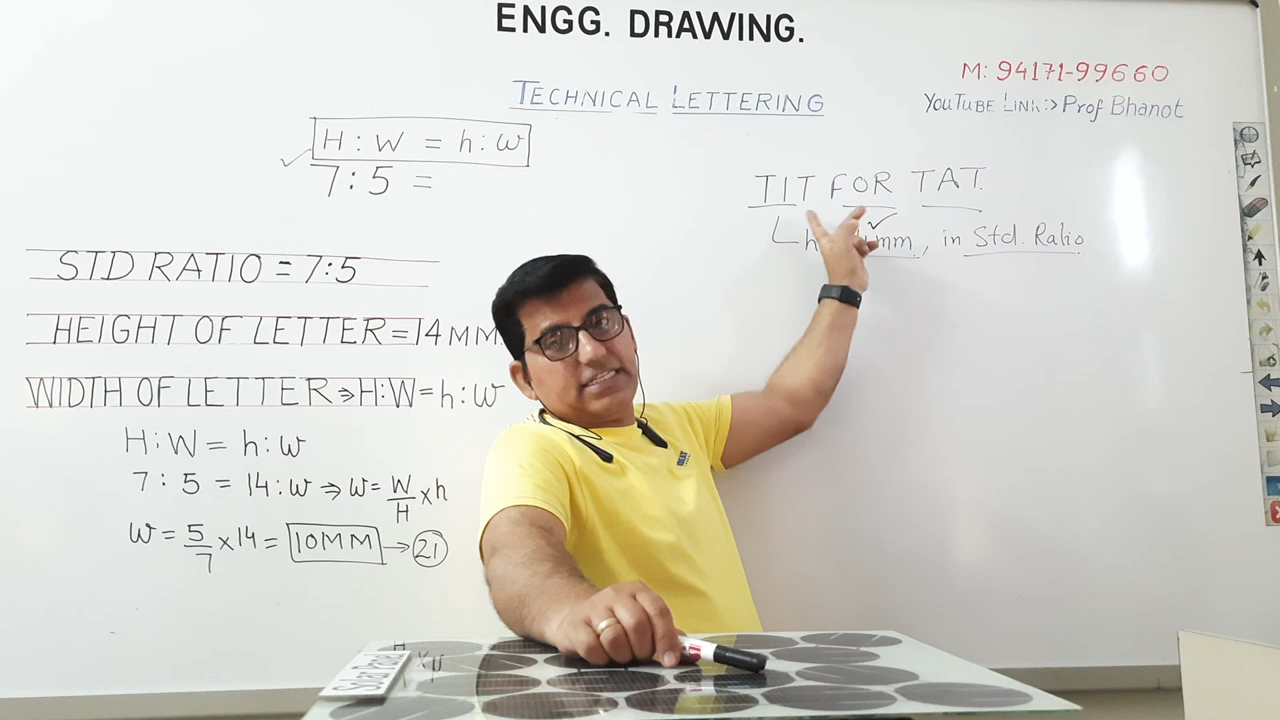 ENGG. DRAWING.
M: 94171-99660
TECHNICAL LETTERING
YOUTUBE LINK:> Prof Bhanot
H : W = h : w
7 : 5 =
TIT FOR TAT.
h mm, in Std. Ratio
STD RATIO = 7:5
HEIGHT OF LETTER = 14 MM.
WIDTH OF LETTER ⇒ H:W = h:w
H : W = h : w
7 : 5 = 14 : w ⇒ w = W/H x h
w = 5/7 x 14 = 10MM → 21
Solar Panel